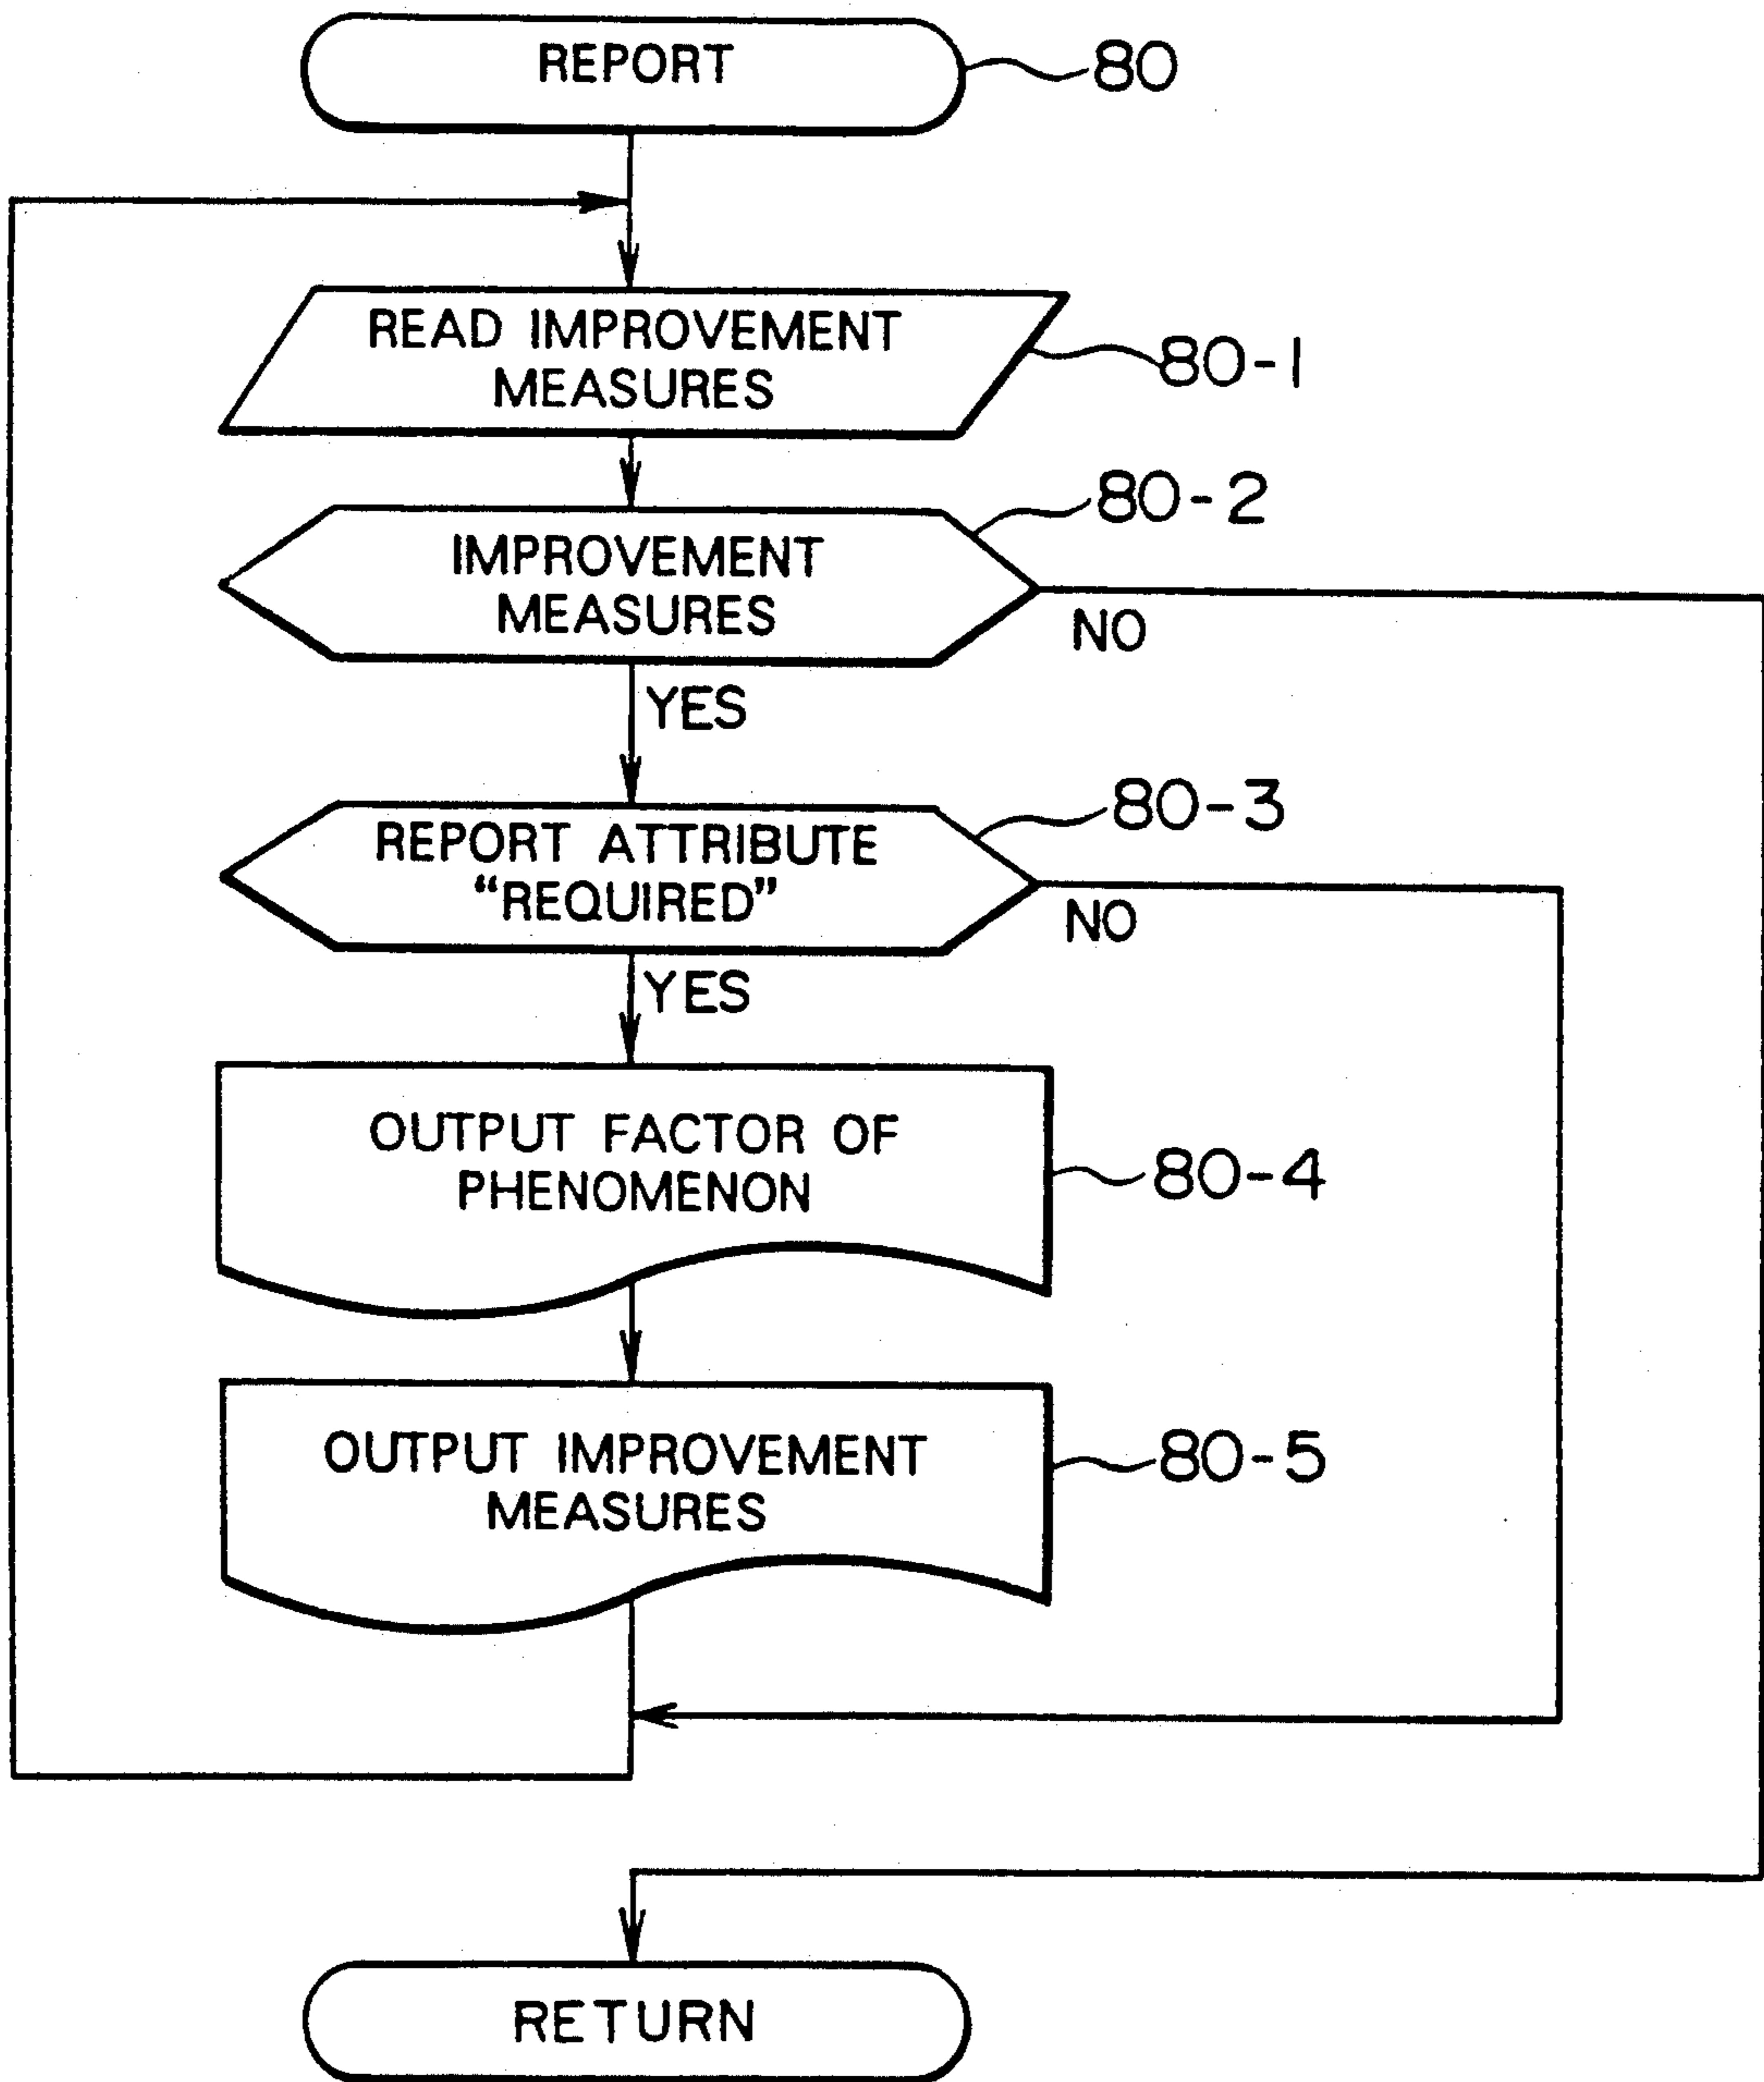 REPORT
80
READ IMPROVEMENT
MEASURES
80-1
IMPROVEMENT
MEASURES
80-2
NO
YES
REPORT ATTRIBUTE
“REQUIRED”
80-3
NO
YES
OUTPUT FACTOR OF
PHENOMENON
80-4
OUTPUT IMPROVEMENT
MEASURES
80-5
RETURN